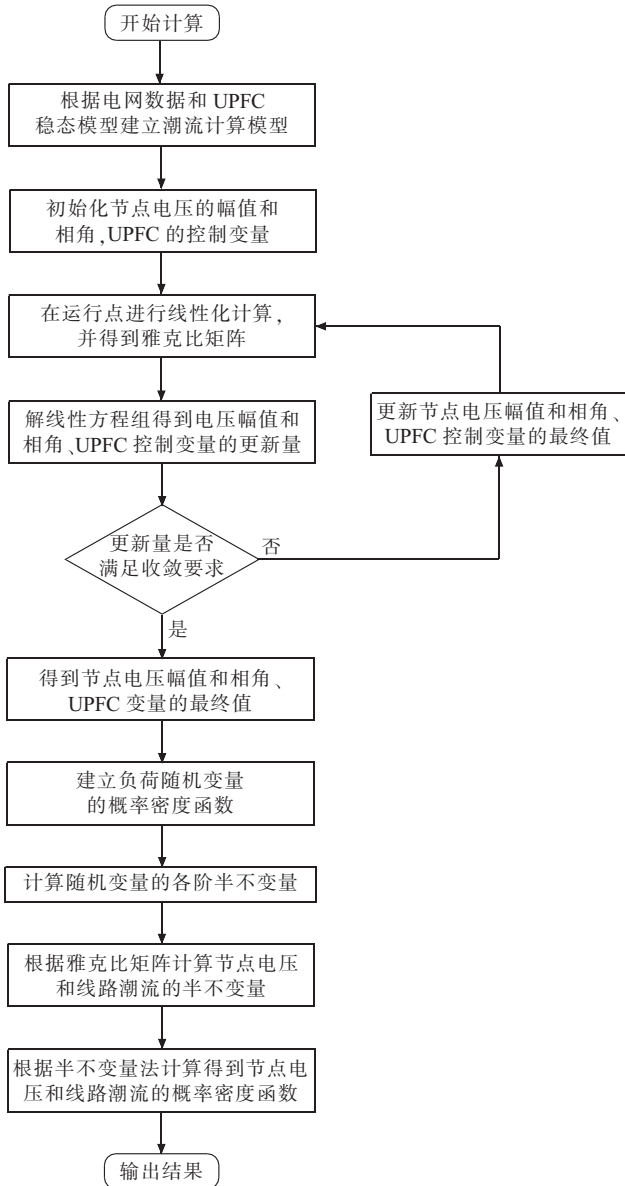 开始计算
根据电网数据和 UPFC
稳态模型建立潮流计算模型
初始化节点电压的幅值和
相角,UPFC 的控制变量
在运行点进行线性化计算,
并得到雅克比矩阵
解线性方程组得到电压幅值和
相角、UPFC 控制变量的更新量
更新节点电压幅值和相角、
UPFC 控制变量的最终值
更新量是否
满足收敛要求
否
是
得到节点电压幅值和相角、
UPFC 变量的最终值
建立负荷随机变量
的概率密度函数
计算随机变量的各阶半不变量
根据雅克比矩阵计算节点电压
和线路潮流的半不变量
根据半不变量法计算得到节点电
压和线路潮流的概率密度函数
输出结果